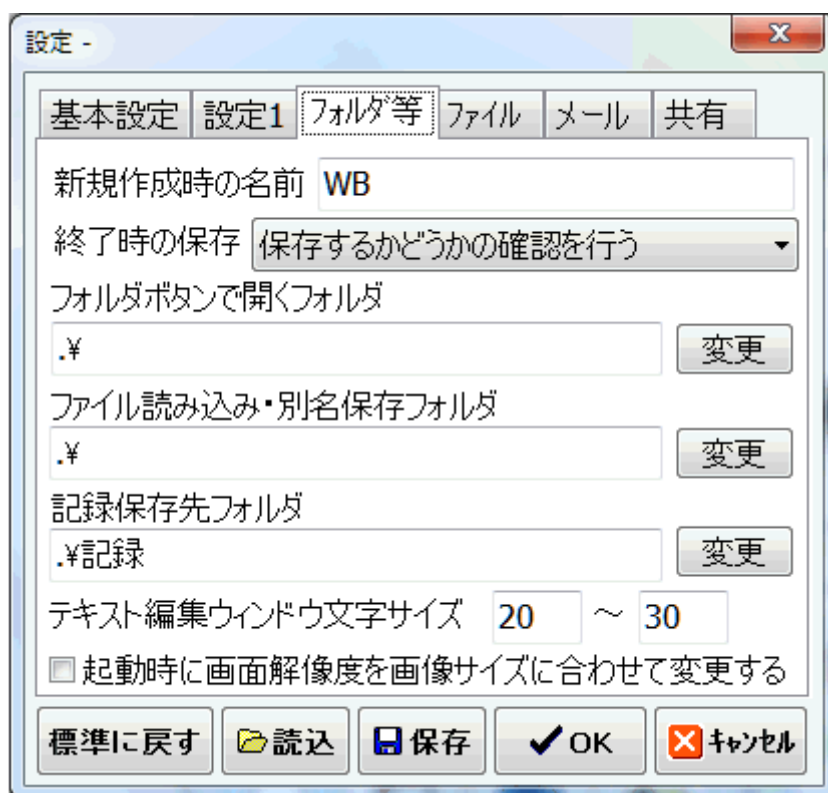 設定 -
基本設定 設定1 フォルダ等 ファイル メール 共有
新規作成時の名前 WB
終了時の保存 保存するかどうかの確認を行う
フォルダボタンで開くフォルダ
.¥ 変更
ファイル読み込み・別名保存フォルダ
.¥ 変更
記録保存先フォルダ
.¥記録 変更
テキスト編集ウィンドウ文字サイズ 20 ~ 30
起動時に画面解像度を画像サイズに合わせて変更する
標準に戻す 読込 保存 OK キャンセル